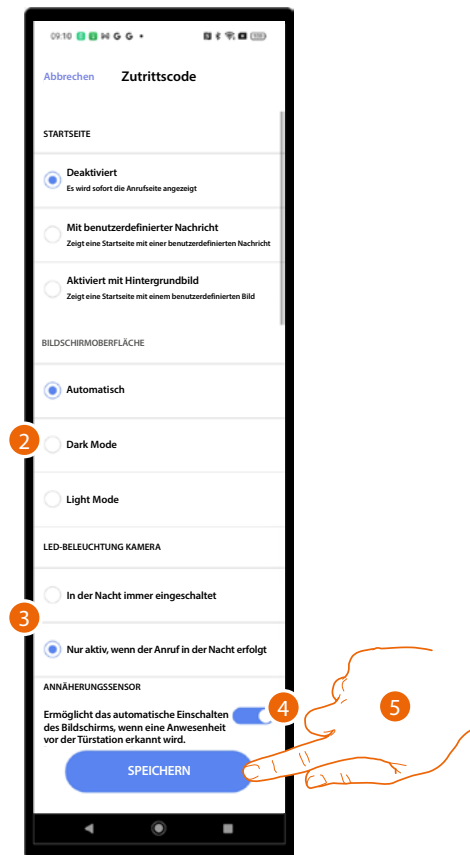 09:10
Abbrechen Zutrittscode
STARTSEITE
Deaktiviert
Es wird sofort die Anrufseite angezeigt
Mit benutzerdefinierter Nachricht
Zeigt eine Startseite mit einer benutzerdefinierten Nachricht
Aktiviert mit Hintergrundbild
Zeigt eine Startseite mit einem benutzerdefinierten Bild
BILDSCHIRMOBERFLÄCHE
Automatisch
2
Dark Mode
Light Mode
LED-BELEUCHTUNG KAMERA
In der Nacht immer eingeschaltet
3
Nur aktiv, wenn der Anruf in der Nacht erfolgt
ANNÄHERUNGSSENSOR
Ermöglicht das automatische Einschalten
des Bildschirms, wenn eine Anwesenheit
vor der Türstation erkannt wird.
4
5
SPEICHERN